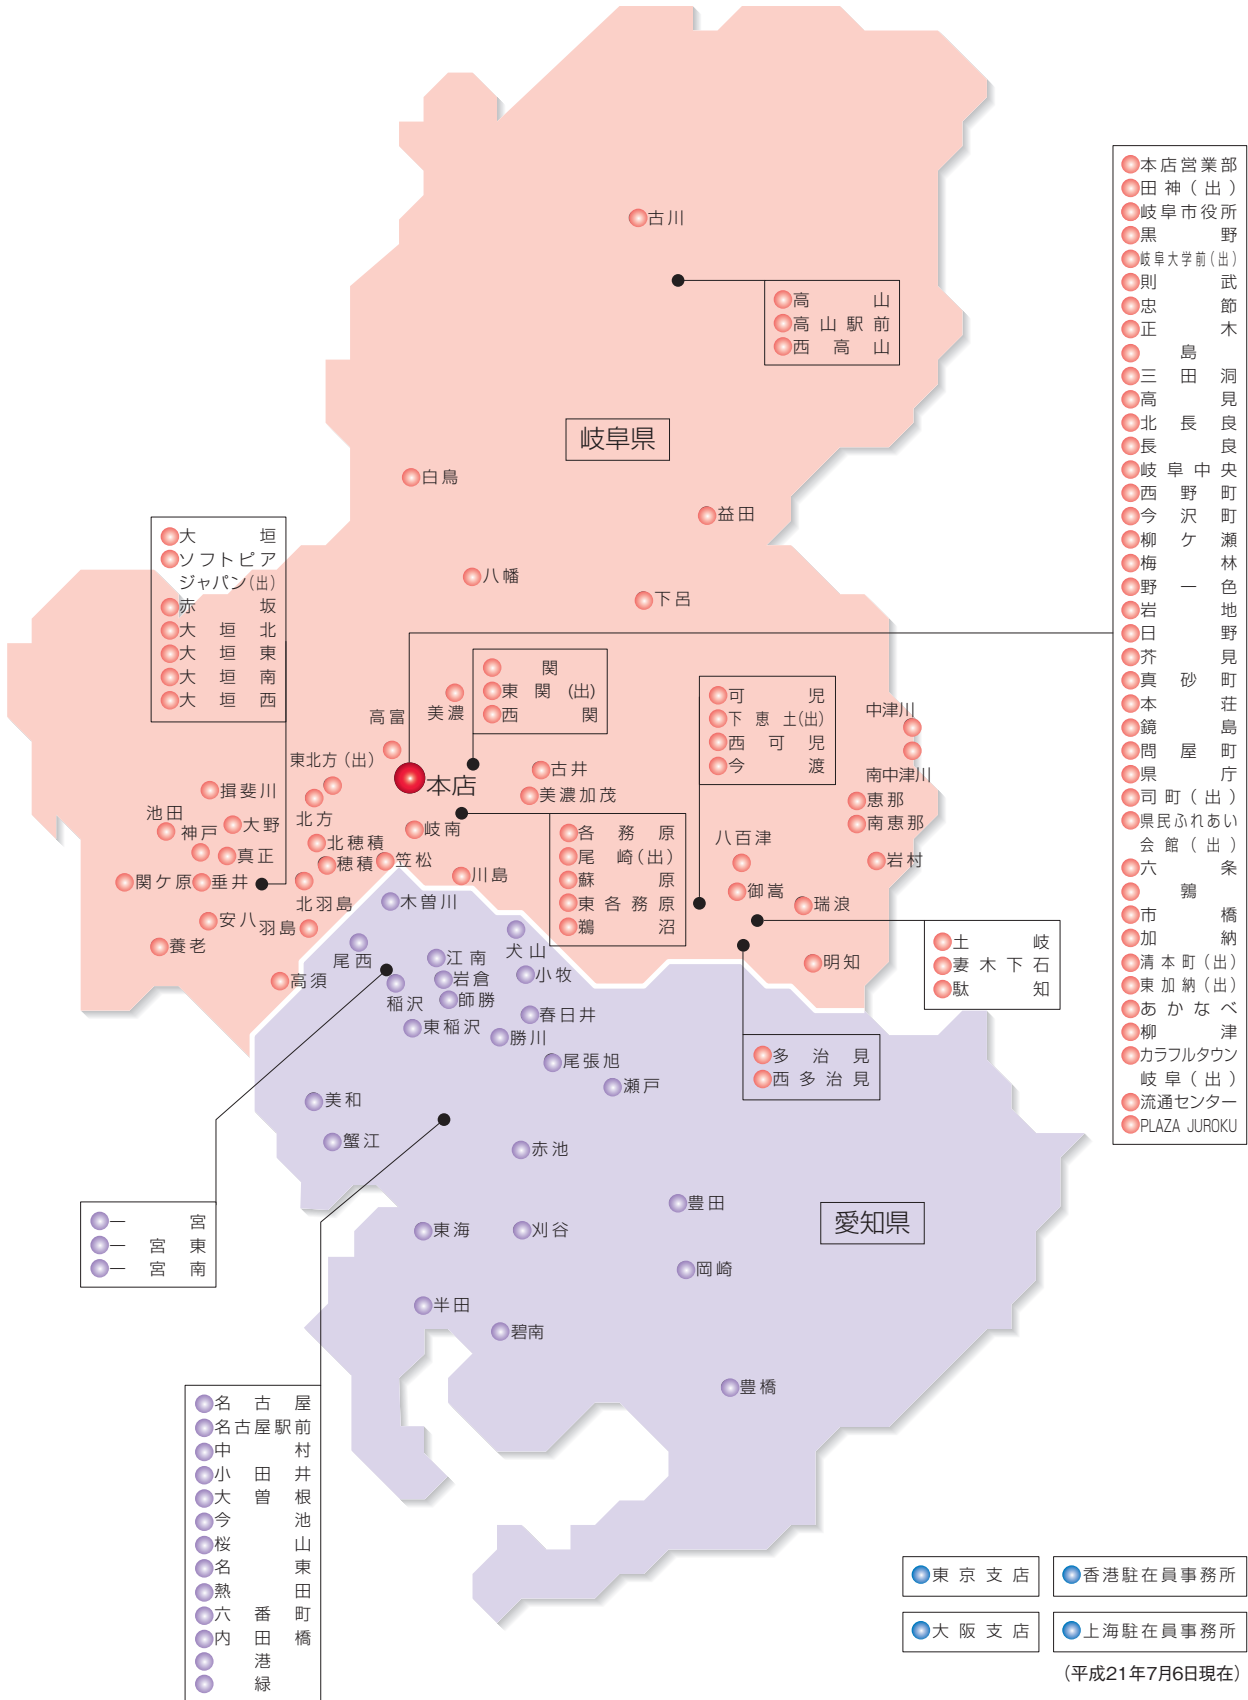 古川
高山
高山駅前
西高山
岐阜県
白鳥
益田
八幡
下呂
大垣
ソフトピア
ジャパン(出)
赤坂
大垣北
大垣東
大垣南
大垣西
関
東関(出)
西関
可児
下恵土(出)
西可児
今渡
高富
美濃
東北方(出)
本店
古井
美濃加茂
中津川
南中津川
恵那
南恵那
岩村
揖斐川
池田
神戸
大野
真正
北方
北穂積
穂積
岐南
笠松
川島
各務原
尾崎(出)
蘇原
東各務原
鵜沼
八百津
御嵩
瑞浪
関ケ原
垂井
北羽島
安八
羽島
養老
高須
明知
土岐
妻木下石
駄知
多治見
西多治見
本店営業部
田神(出)
岐阜市役所
黒野
岐阜大学前(出)
則武
忠節
正木
島
三田洞
高見
北長良
長良
岐阜中央
西野町
今沢町
柳ケ瀬
梅林
野一色
岩地
日野
芥見
真砂町
本荘
鏡島
問屋町
県庁
司町(出)
県民ふれあい
会館(出)
六条
鶉
市橋
加納
清本町(出)
東加納(出)
あかなべ
柳津
カラフルタウン
岐阜(出)
流通センター
PLAZA JUROKU
木曽川
尾西
江南
犬山
岩倉
小牧
稲沢
師勝
東稲沢
春日井
勝川
尾張旭
瀬戸
美和
蟹江
赤池
豊田
愛知県
東海
刈谷
岡崎
半田
碧南
豊橋
一宮
一宮東
一宮南
名古屋
名古屋駅前
中村
小田井
大曽根
今池
桜山
名東
熱田
六番町
内田橋
港
緑
東京支店
香港駐在員事務所
大阪支店
上海駐在員事務所
(平成21年7月6日現在)